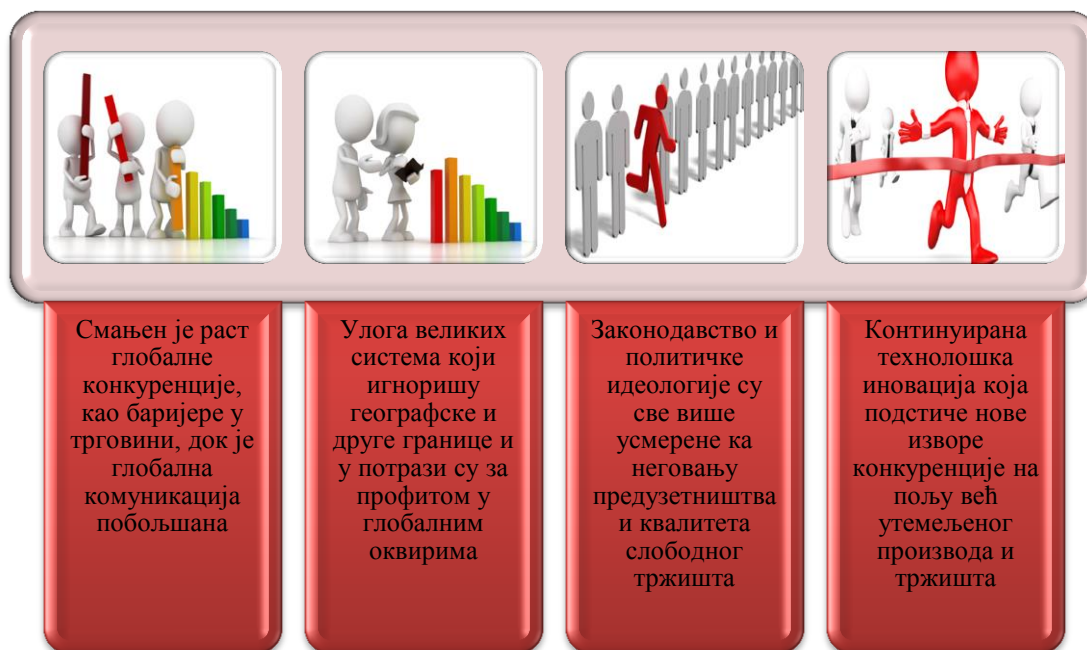 Смањен је раст
глобалне
конкуренције,
као баријере у
трговини, док је
глобална
комуникација
побољшана
Улога великих
система који
игноришу
географске и
друге границе и
у потрази су за
профитом у
глобалним
оквирима
Законодавство и
политичке
идеологије су
све више
усмерене ка
неговању
предузетништва
и квалитета
слободног
тржишта
Континуирана
технолошка
иновација која
подстиче нове
изворе
конкуренције на
пољу већ
утемељеног
производа и
тржишта